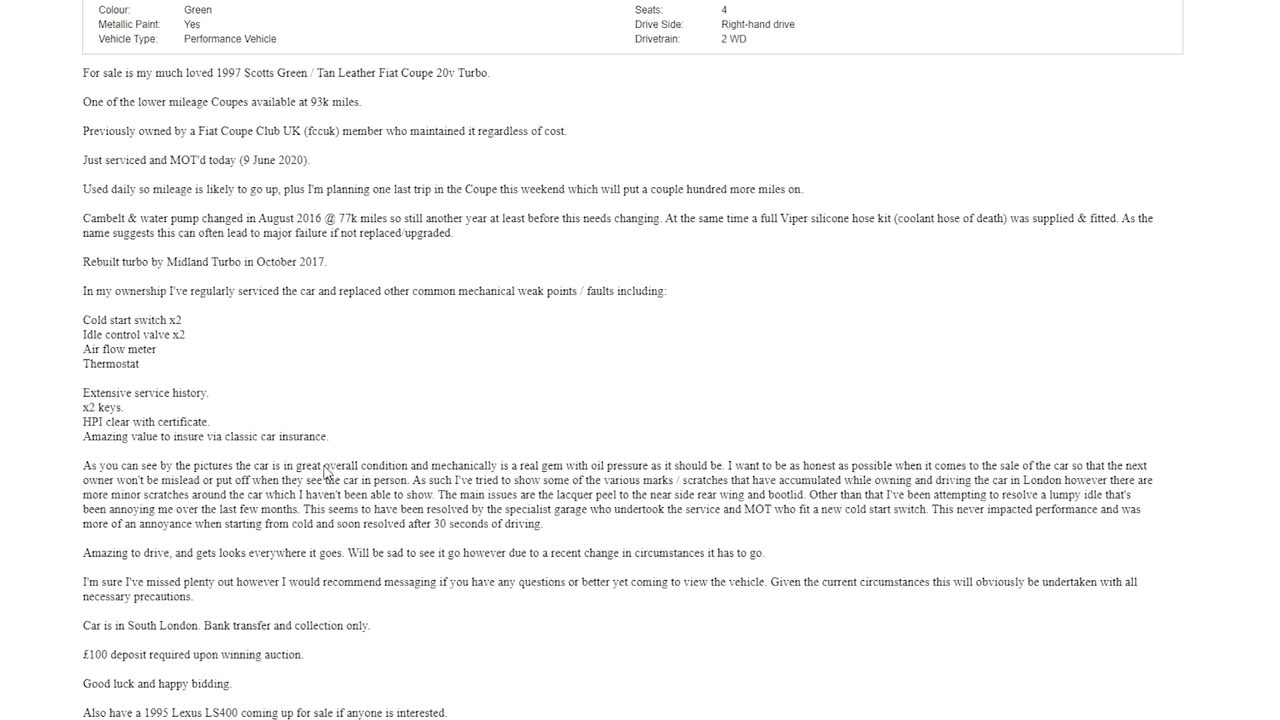 Colour: Green Seats: 4
Metallic Paint: Yes Drive Side: Right-hand drive
Vehicle Type: Performance Vehicle Drivetrain: 2 WD
For sale is my much loved 1997 Scotts Green / Tan Leather Fiat Coupe 20v Turbo.
One of the lower mileage Coupes available at 93k miles.
Previously owned by a Fiat Coupe Club UK (fccuk) member who maintained it regardless of cost.
Just serviced and MOT'd today (9 June 2020).
Used daily so mileage is likely to go up, plus I'm planning one last trip in the Coupe this weekend which will put a couple hundred more miles on.
Cambelt & water pump changed in August 2016 @ 77k miles so still another year at least before this needs changing. At the same time a full Viper silicone hose kit (coolant hose of death) was supplied & fitted. As the
name suggests this can often lead to major failure if not replaced/upgraded.
Rebuilt turbo by Midland Turbo in October 2017.
In my ownership I've regularly serviced the car and replaced other common mechanical weak points / faults including:
Cold start switch x2
Idle control valve x2
Air flow meter
Thermostat
Extensive service history.
x2 keys.
HPI clear with certificate.
Amazing value to insure via classic car insurance.
As you can see by the pictures the car is in great overall condition and mechanically is a real gem with oil pressure as it should be. I want to be as honest as possible when it comes to the sale of the car so that the next
owner won't be mislead or put off when they see the car in person. As such I've tried to show some of the various marks / scratches that have accumulated while owning and driving the car in London however there are
more minor scratches around the car which I haven't been able to show. The main issues are the lacquer peel to the near side rear wing and bootlid. Other than that I've been attempting to resolve a lumpy idle that's
been annoying me over the last few months. This seems to have been resolved by the specialist garage who undertook the service and MOT who fit a new cold start switch. This never impacted performance and was
more of an annoyance when starting from cold and soon resolved after 30 seconds of driving.
Amazing to drive, and gets looks everywhere it goes. Will be sad to see it go however due to a recent change in circumstances it has to go.
I'm sure I've missed plenty out however I would recommend messaging if you have any questions or better yet coming to view the vehicle. Given the current circumstances this will obviously be undertaken with all
necessary precautions.
Car is in South London. Bank transfer and collection only.
£100 deposit required upon winning auction.
Good luck and happy bidding.
Also have a 1995 Lexus LS400 coming up for sale if anyone is interested.